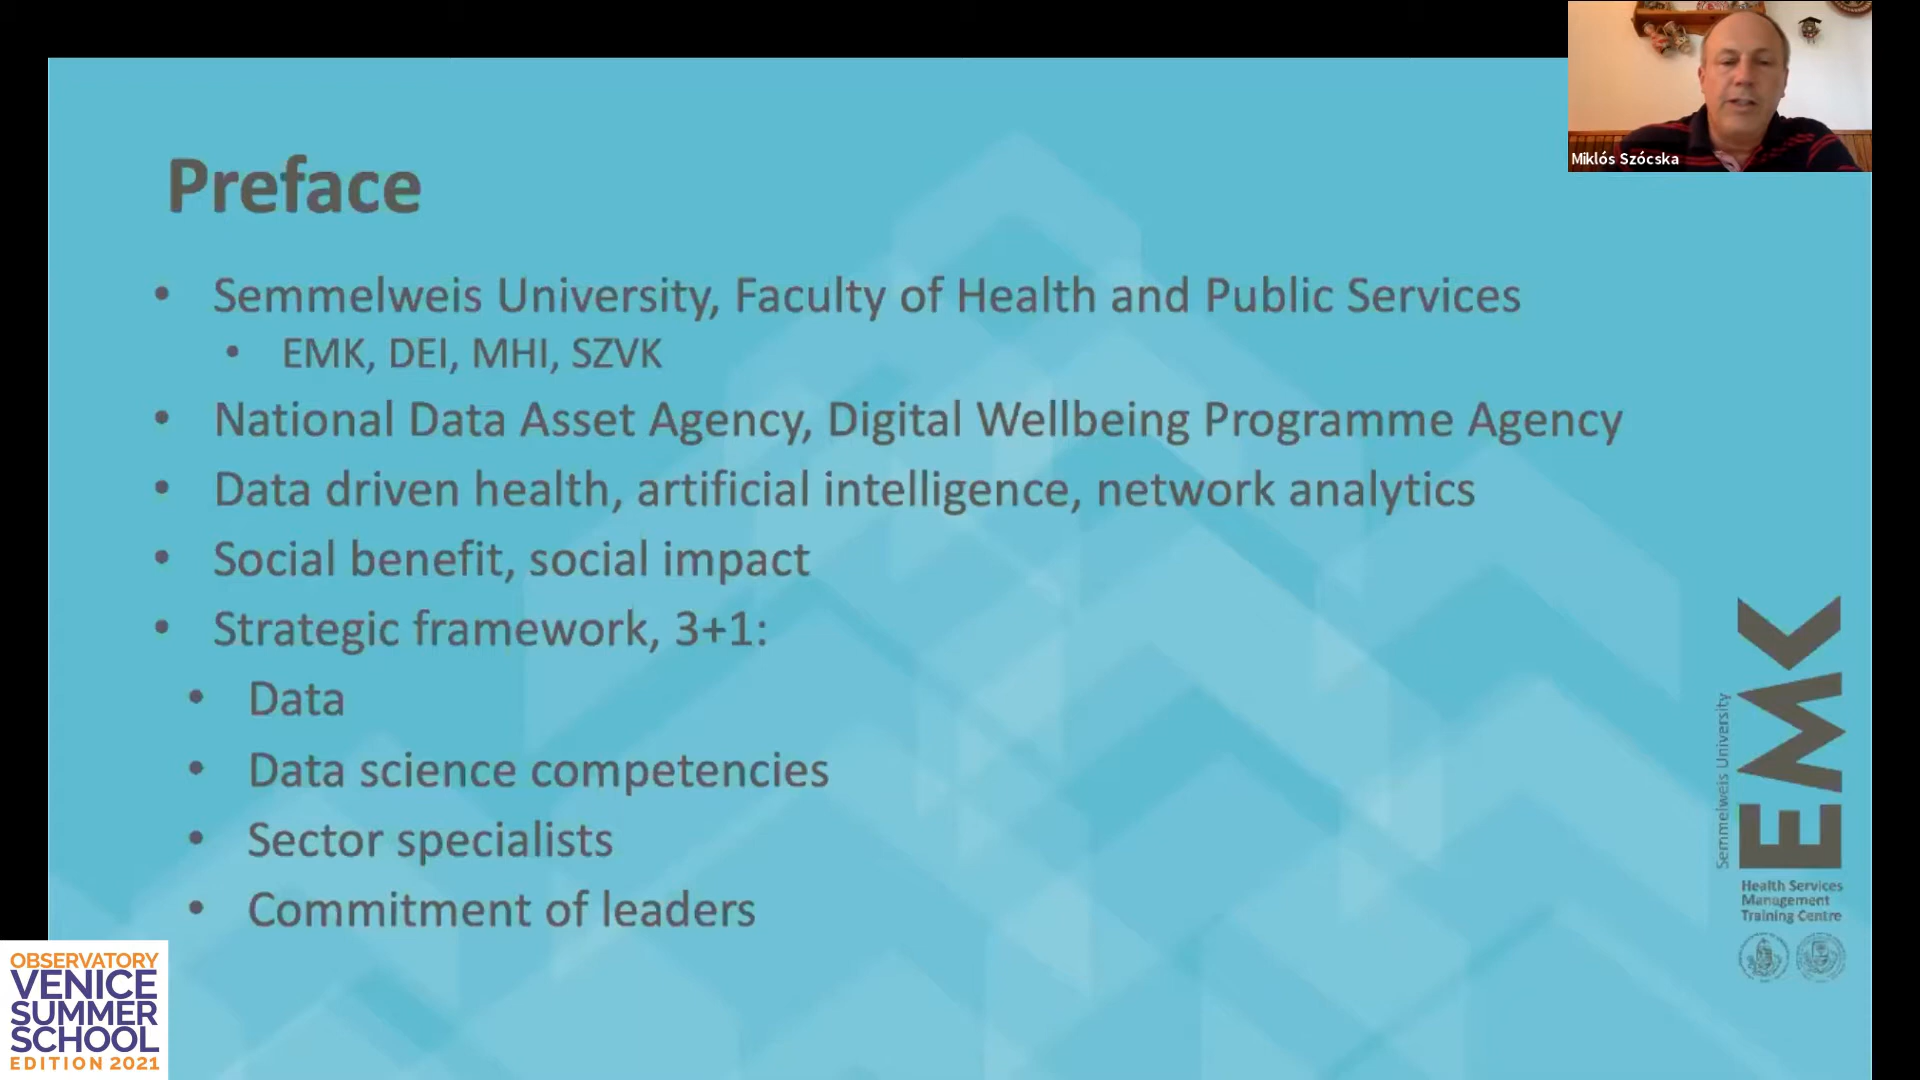 Miklós Szócska
Preface
• Semmelweis University, Faculty of Health and Public Services
• EMK, DEI, MHI, SZVK
• National Data Asset Agency, Digital Wellbeing Programme Agency
• Data driven health, artificial intelligence, network analytics
• Social benefit, social impact
• Strategic framework, 3+1:
• Data
• Data science competencies
• Sector specialists
• Commitment of leaders
Semmelweis University
EMK
Health Services
Management
Training Centre
OBSERVATORY
VENICE
SUMMER
SCHOOL
EDITION 2021